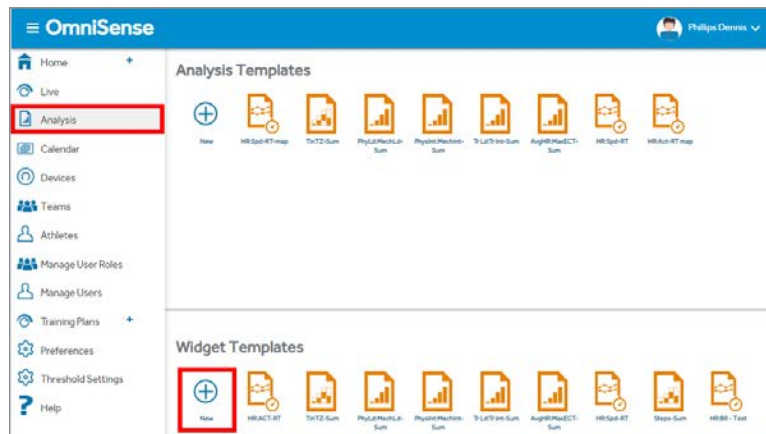 OmniSense
Phillips Dennis
Home +
Live
Analysis
Calendar
Devices
Teams
Athletes
Manage User Roles
Manage Users
Training Plans +
Preferences
Threshold Settings
Help
Analysis Templates
New
HR:Spd-RT-map
TinTZ-Sum
PhyLd:MechLd-
Sum
PhysInt:MechInt-
Sum
TrLd:TrInt-Sum
AvgHR:MaxECT-
Sum
HR:Spd-RT
HR:Act-RT map
Widget Templates
New
HR:ACT-RT
TinTZ-Sum
PhyLd:MechLd-
Sum
PhysInt:MechInt-
Sum
TrLd:TrInt-Sum
AvgHR:MaxECT-
Sum
HR:Spd-RT
Steps-Sum
HR:BR - Test